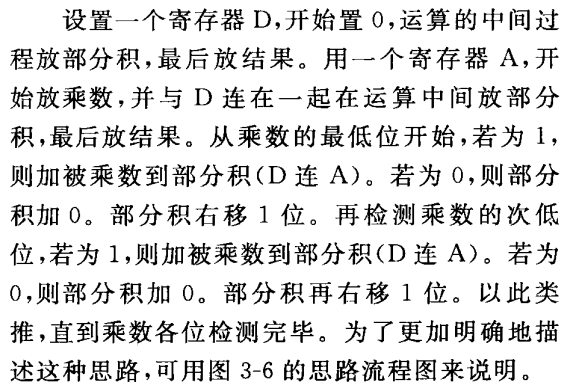 设置一个寄存器 D,开始置 0,运算的中间过
程放部分积,最后放结果。用一个寄存器 A,开
始放乘数,并与 D 连在一起在运算中间放部分
积,最后放结果。从乘数的最低位开始,若为 1,
则加被乘数到部分积(D 连 A)。若为 0,则部分
积加 0。部分积右移 1 位。再检测乘数的次低
位,若为 1,则加被乘数到部分积(D 连 A)。若为
0,则部分积加 0。部分积再右移 1 位。以此类
推,直到乘数各位检测完毕。为了更加明确地描
述这种思路,可用图 3-6 的思路流程图来说明。